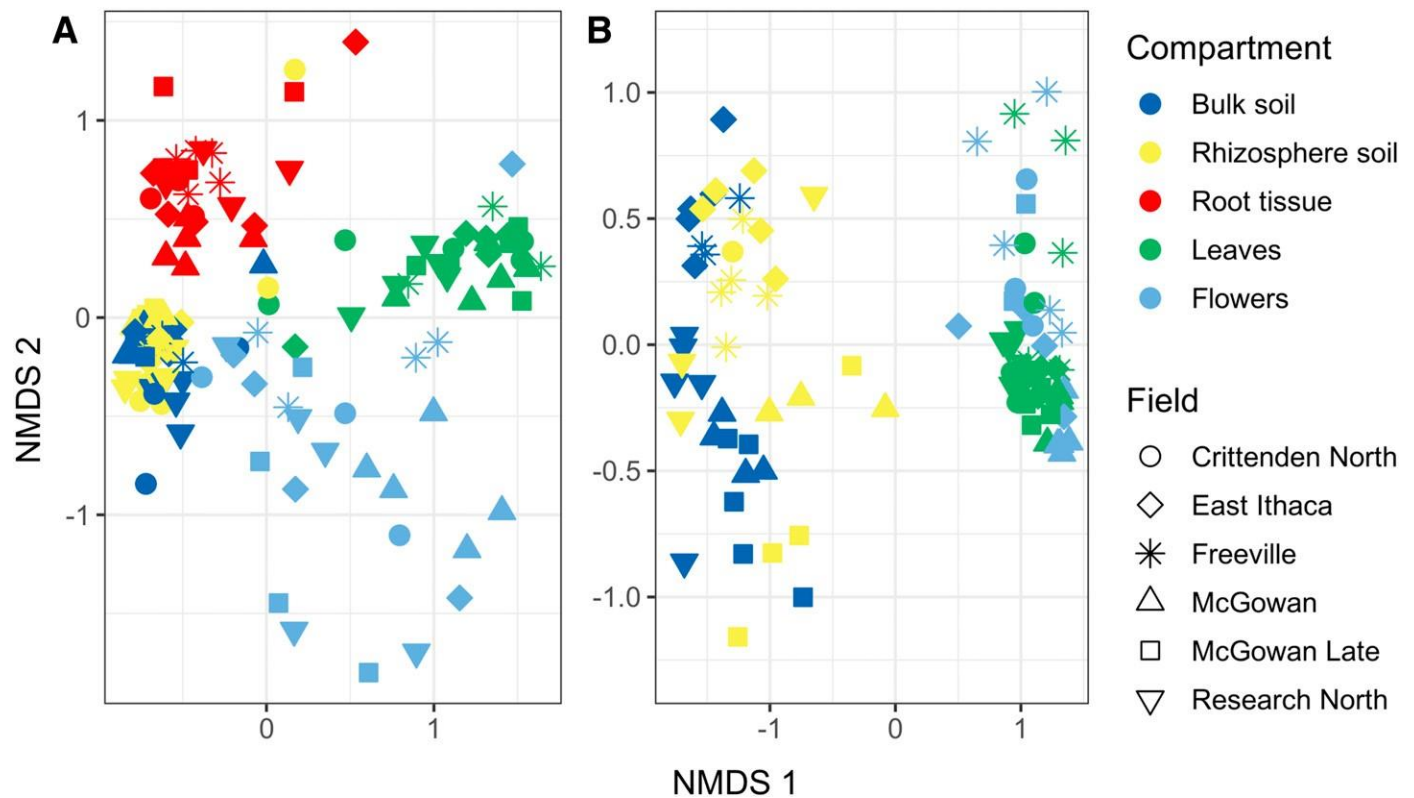 A
B
Compartment
Bulk soil
Rhizosphere soil
Root tissue
Leaves
Flowers
Field
Crittenden North
East Ithaca
Freeville
McGowan
McGowan Late
Research North
NMDS 2
1
0
-1
0
1
1.0
0.5
0.0
-0.5
-1.0
-1
0
1
NMDS 1